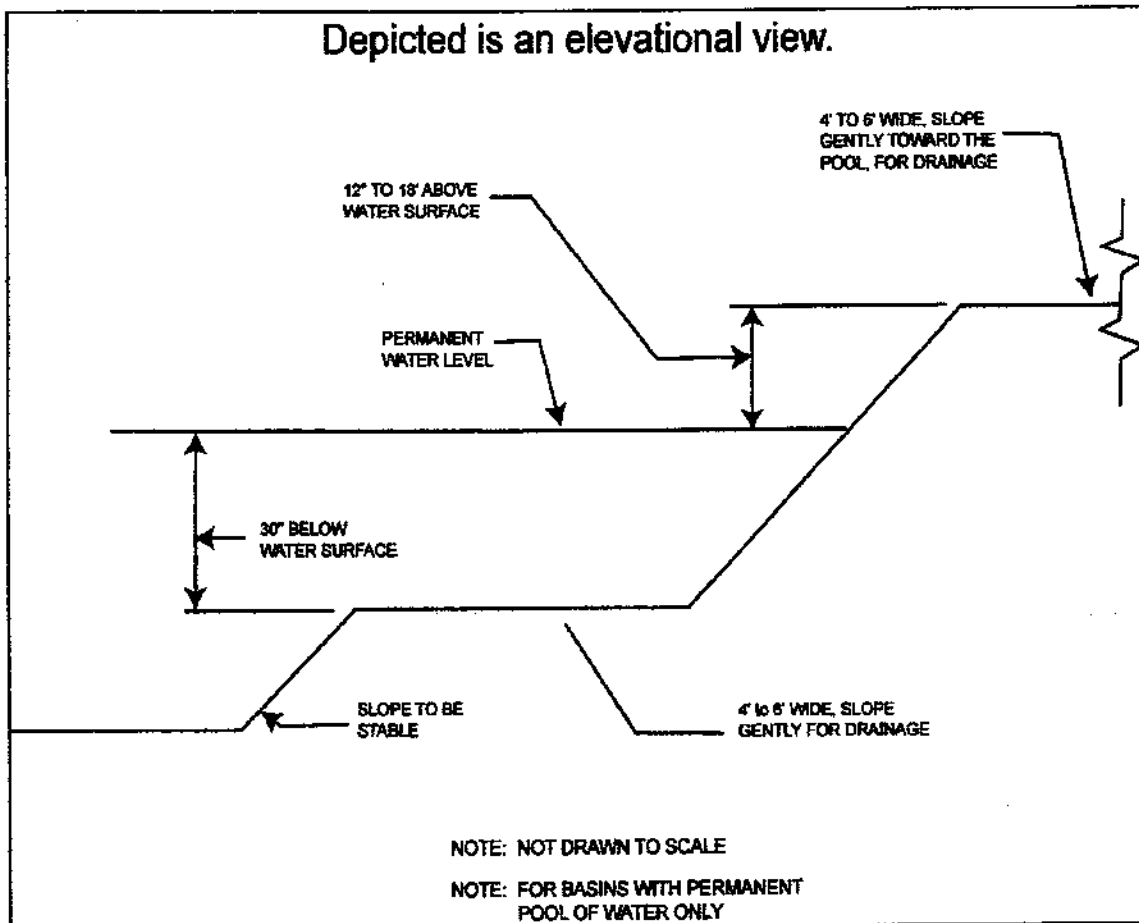 Depicted is an elevational view.
4' TO 6' WIDE, SLOPE
GENTLY TOWARD THE
POOL, FOR DRAINAGE
12" TO 18' ABOVE
WATER SURFACE
PERMANENT
WATER LEVEL
30" BELOW
WATER SURFACE
SLOPE TO BE
STABLE
4' to 6' WIDE, SLOPE
GENTLY FOR DRAINAGE
NOTE: NOT DRAWN TO SCALE
NOTE: FOR BASINS WITH PERMANENT
POOL OF WATER ONLY